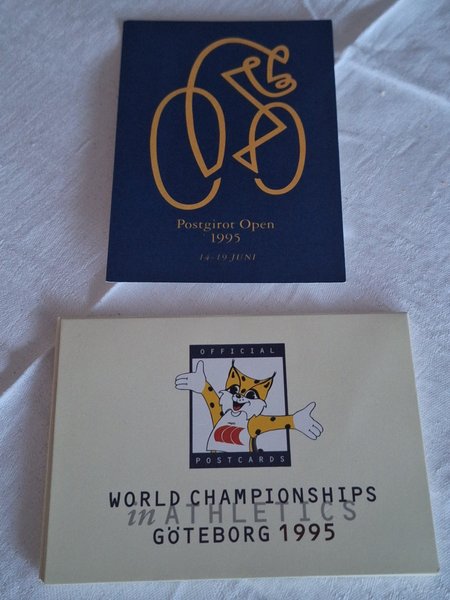 Postgirot Open
1995
14-19 JUNI
OFFICIAL
POSTCARDS
WORLD CHAMPIONSHIPS
in ATHLETICS
GÖTEBORG 1995